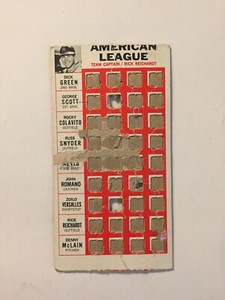 AMERICAN
LEAGUE
TEAM CAPTAIN / RICK REICHARDT
DICK
GREEN
2ND BASE
GEORGE
SCOTT
1ST BASE
ROCKY
COLAVITO
OUTFIELD
RUSS
SNYDER
OUTFIELD
JOHN
ROMANO
CATCHER
ZOILO
VERSALLES
SHORTSTOP
RICK
REICHARDT
OUTFIELD
DENNY
McLAIN
PITCHER